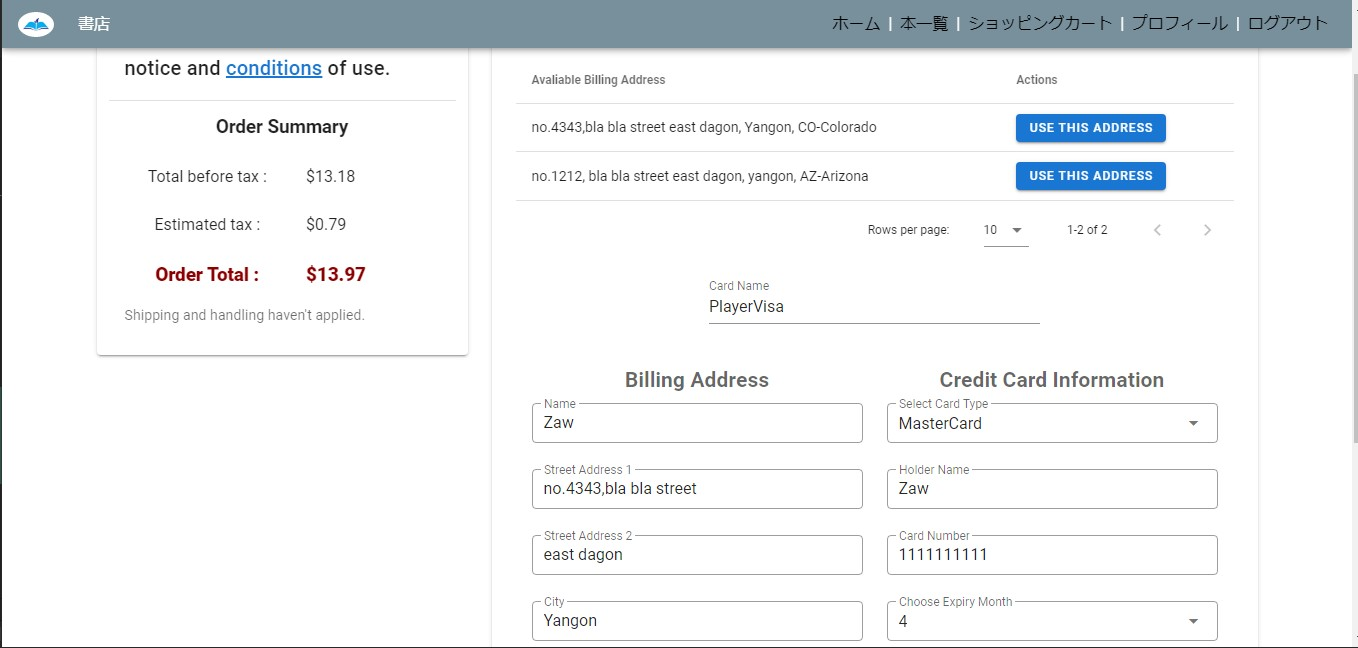 書店
ホーム | 本一覧 | ショッピングカート | プロフィール | ログアウト
notice and conditions of use.
Order Summary
Total before tax : $13.18
Estimated tax : $0.79
Order Total : $13.97
Shipping and handling haven't applied.
Avaliable Billing Address Actions
no.4343,bla bla street east dagon, Yangon, CO-Colorado USE THIS ADDRESS
no.1212, bla bla street east dagon, yangon, AZ-Arizona USE THIS ADDRESS
Rows per page: 10 1-2 of 2
Card Name
PlayerVisa
Billing Address
Name
Zaw
Street Address 1
no.4343,bla bla street
Street Address 2
east dagon
City
Yangon
Credit Card Information
Select Card Type
MasterCard
Holder Name
Zaw
Card Number
1111111111
Choose Expiry Month
4